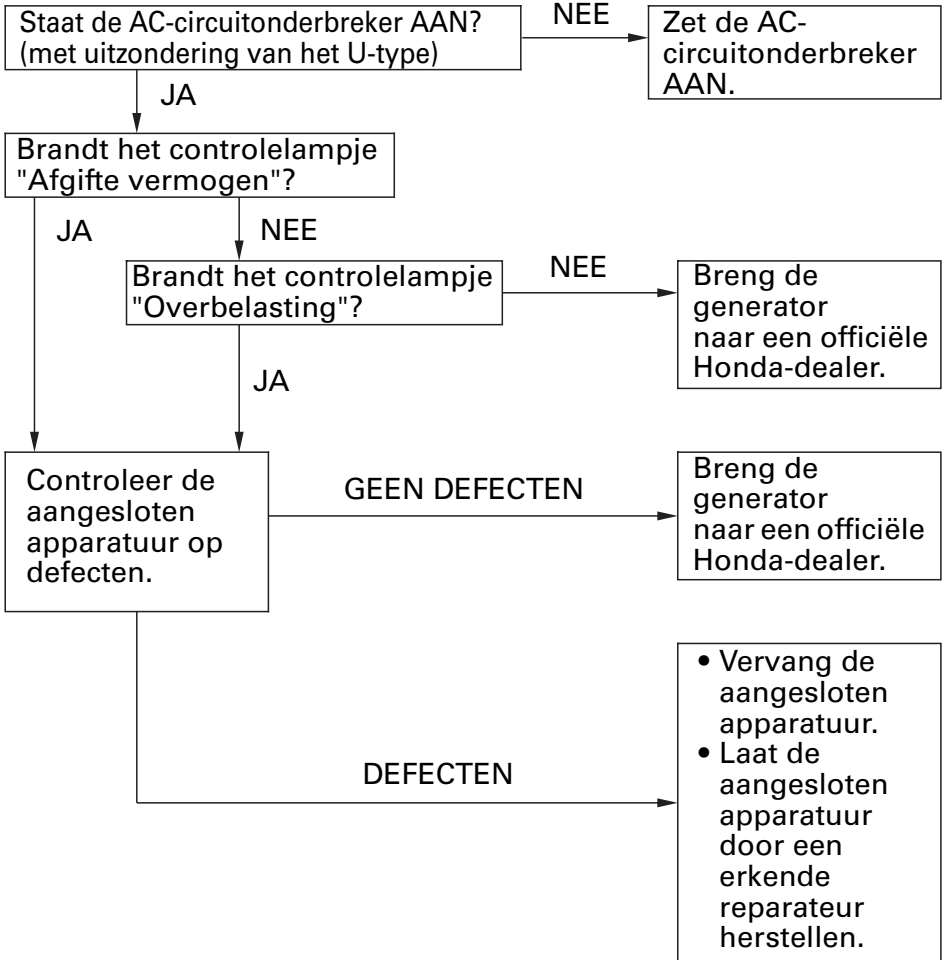 Staat de AC-circuitonderbreker AAN?
(met uitzondering van het U-type)
NEE
Zet de AC-
circuitonderbreker
AAN.
JA
Brandt het controlelampje
"Afgifte vermogen"?
JA
NEE
Brandt het controlelampje
"Overbelasting"?
NEE
Breng de
generator
naar een officiële
Honda-dealer.
JA
Controleer de
aangesloten
apparatuur op
defecten.
GEEN DEFECTEN
Breng de
generator
naar een officiële
Honda-dealer.
DEFECTEN
• Vervang de
aangesloten
apparatuur.
• Laat de
aangesloten
apparatuur
door een
erkende
reparateur
herstellen.